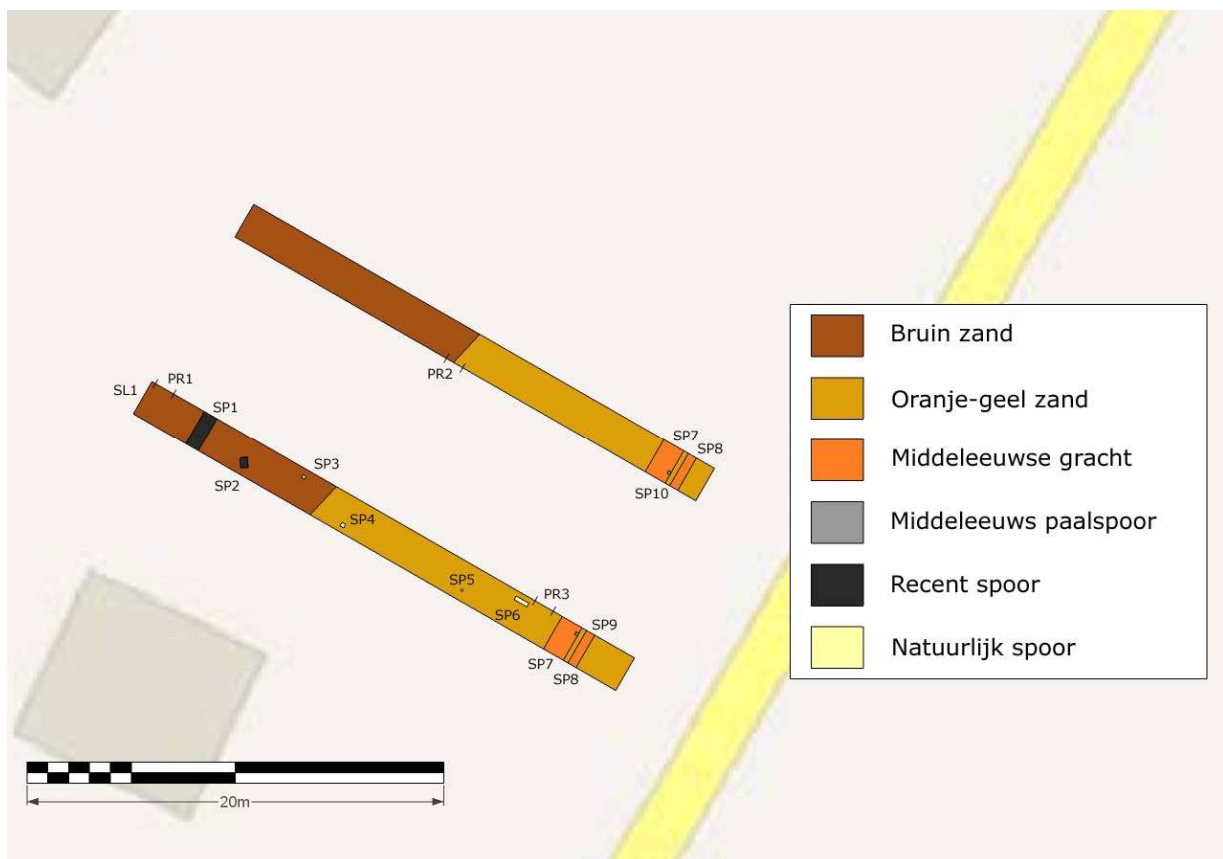 PR2
SP7
SP8
SP10
SL1
PR1
SP1
SP2
SP3
SP4
SP5
SP6
PR3
SP9
SP7
SP8
Bruin zand
Oranje-geel zand
Middeleeuwse gracht
Middeleeuws paalspoor
Recent spoor
Natuurlijk spoor
20m